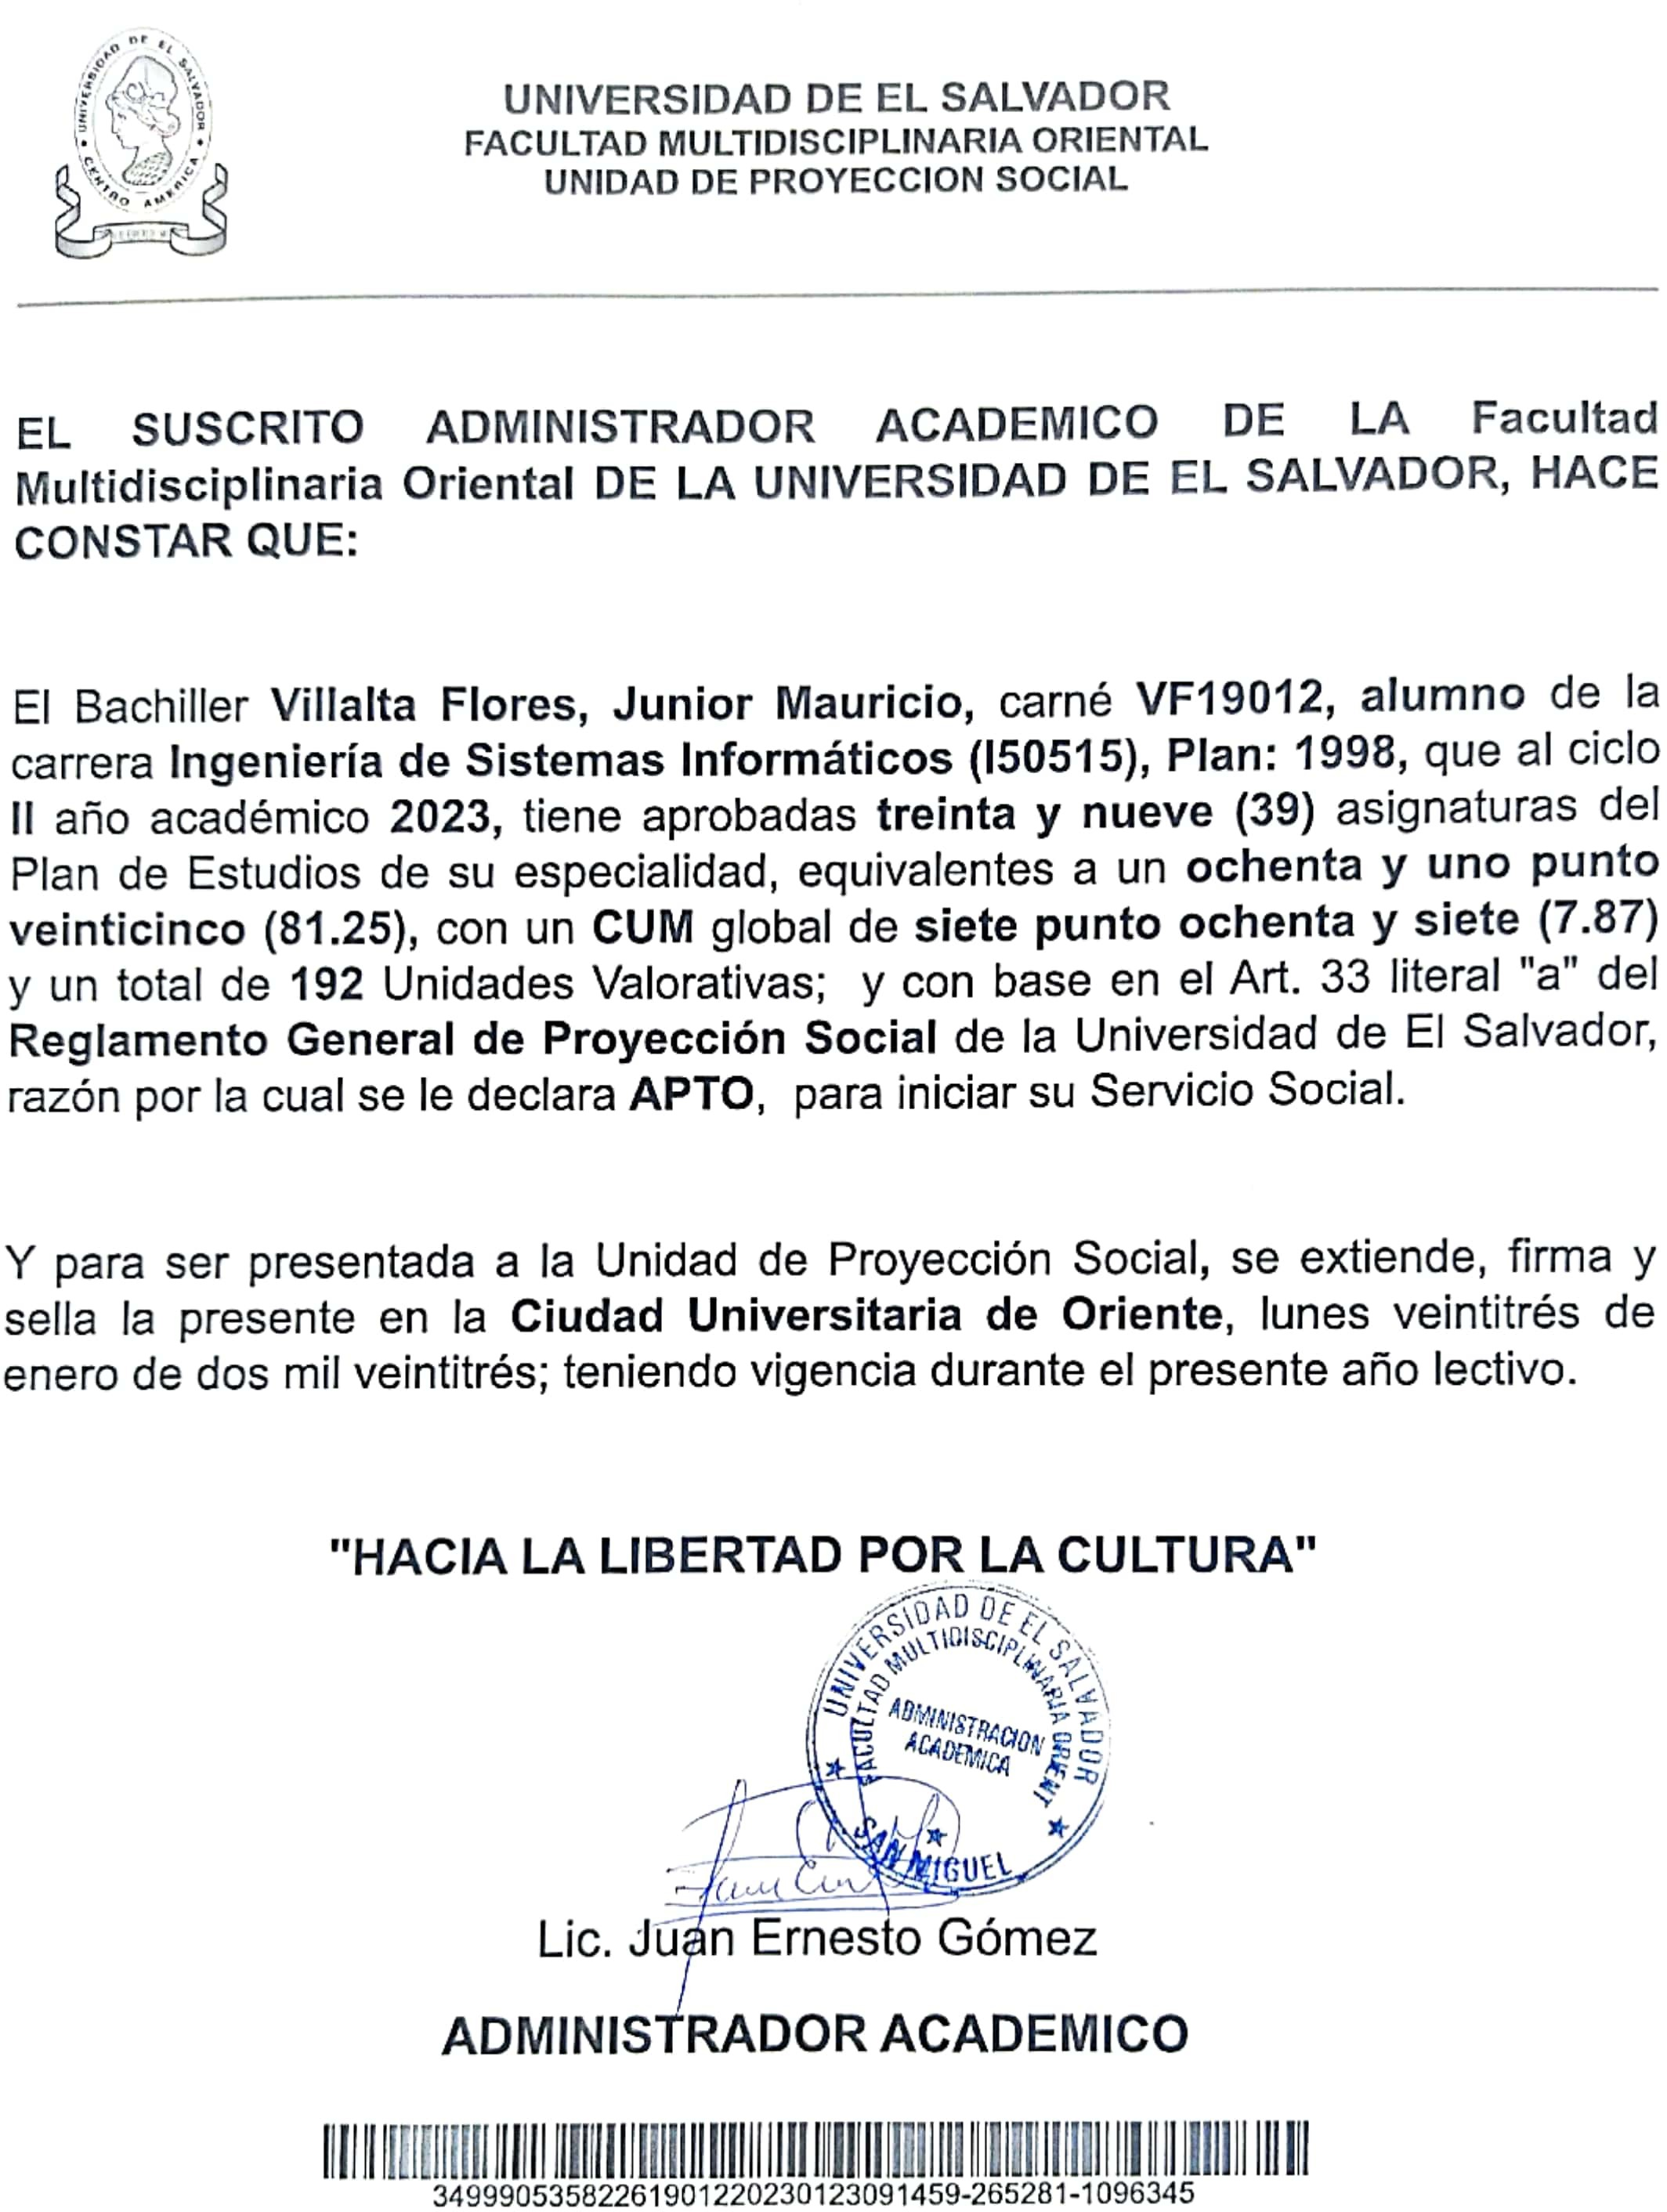 UNIVERSIDAD DE EL SALVADOR
CENTRO AMERICA
UNIVERSIDAD DE EL SALVADOR
FACULTAD MULTIDISCIPLINARIA ORIENTAL
UNIDAD DE PROYECCION SOCIAL
EL SUSCRITO ADMINISTRADOR ACADEMICO DE LA Facultad
Multidisciplinaria Oriental DE LA UNIVERSIDAD DE EL SALVADOR, HACE
CONSTAR QUE:
El Bachiller Villalta Flores, Junior Mauricio, carné VF19012, alumno de la
carrera Ingeniería de Sistemas Informáticos (I50515), Plan: 1998, que al ciclo
II año académico 2023, tiene aprobadas treinta y nueve (39) asignaturas del
Plan de Estudios de su especialidad, equivalentes a un ochenta y uno punto
veinticinco (81.25), con un CUM global de siete punto ochenta y siete (7.87)
y un total de 192 Unidades Valorativas; y con base en el Art. 33 literal "a" del
Reglamento General de Proyección Social de la Universidad de El Salvador,
razón por la cual se le declara APTO, para iniciar su Servicio Social.
Y para ser presentada a la Unidad de Proyección Social, se extiende, firma y
sella la presente en la Ciudad Universitaria de Oriente, lunes veintitrés de
enero de dos mil veintitrés; teniendo vigencia durante el presente año lectivo.
"HACIA LA LIBERTAD POR LA CULTURA"
UNIVERSIDAD DE EL SALVADOR
FACULTAD MULTIDISCIPLINARIA ORIENT
ADMINISTRACION
ACADEMICA
SAN MIGUEL
Lic. Juan Ernesto Gómez
ADMINISTRADOR ACADEMICO
3499905358226190122023012309​1459-265281-1096345